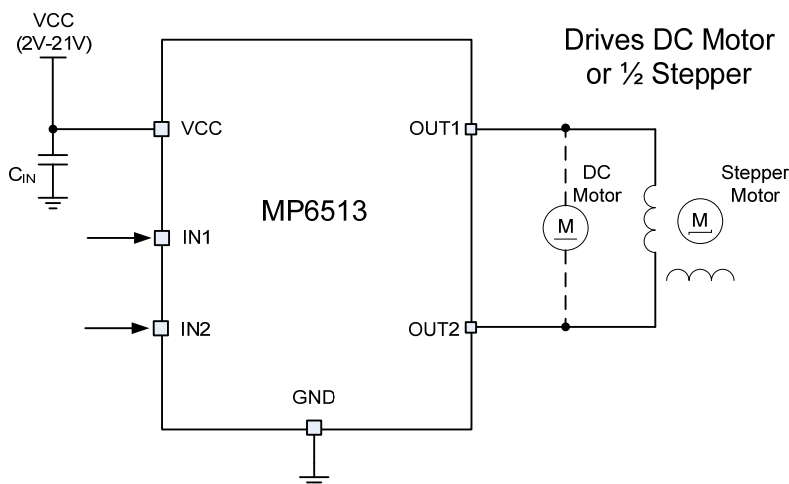 VCC
(2V-21V)
Drives DC Motor
or ½ Stepper
VCC
OUT1
CIN
DC
Motor
Stepper
Motor
MP6513
M
M
IN1
IN2
OUT2
GND